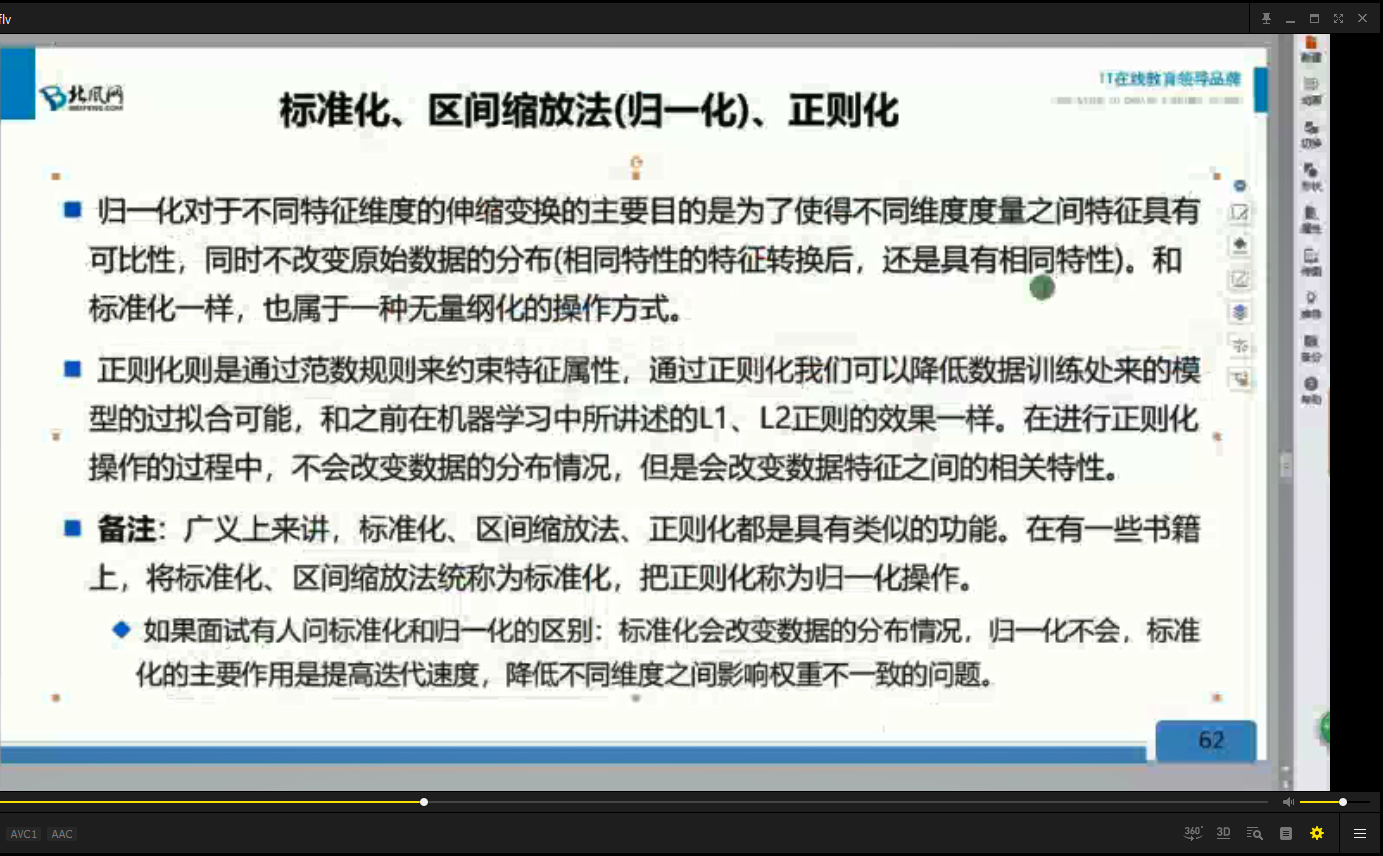 flv
北风网
BEIFENG.COM
IT在线教育领导品牌
标准化、区间缩放法(归一化)、正则化
归一化对于不同特征维度的伸缩变换的主要目的是为了使得不同维度度量之间特征具有
可比性，同时不改变原始数据的分布(相同特性的特征转换后，还是具有相同特性)。和
标准化一样，也属于一种无量纲化的操作方式。
正则化则是通过范数规则来约束特征属性，通过正则化我们可以降低数据训练处来的模
型的过拟合可能，和之前在机器学习中所讲述的L1、L2正则的效果一样。在进行正则化
操作的过程中，不会改变数据的分布情况，但是会改变数据特征之间的相关特性。
备注：广义上来讲，标准化、区间缩放法、正则化都是具有类似的功能。在有一些书籍
上，将标准化、区间缩放法统称为标准化，把正则化称为归一化操作。
如果面试有人问标准化和归一化的区别：标准化会改变数据的分布情况，归一化不会，标准
化的主要作用是提高迭代速度，降低不同维度之间影响权重不一致的问题。
62
新建
动画
切换
形状
属性
帮助
AVC1 AAC
360° 3D